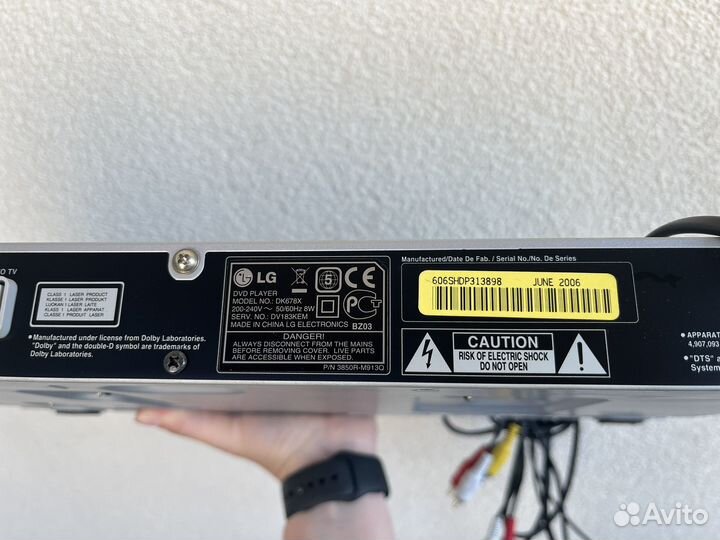 O TV
CLASS 1 LASER PRODUCT
KLASSE 1 LASER PRODUKT
LUOKAN 1 LASER LAITE
KLASS 1 LASER APPARAT
CLASSE 1 PRODUIT LASER
• Manufactured under license from Dolby Laboratories.
"Dolby" and the double-D symbol are trademarks of
Dolby Laboratories.
LG
DVD PLAYER
MODEL NO: DK678X
200-240V~ 50/60Hz 8W
SERV. NO: DV183KEM
MADE IN CHINA LG ELECTRONICS BZ03
5
CE
DANGER!
ALWAYS DISCONNECT FROM THE MAINS
BEFORE REMOVING COVER. LIVE PARTS
ARE ACCESSIBLE WHEN EXPOSED.
P/N 3850R-M913Q
Manufactured/Date De Fab. / Serial No./No. De Series
606SHDP313898 JUNE 2006
CAUTION
RISK OF ELECTRIC SHOCK
DO NOT OPEN
• APPARAT
4,907,093
• "DTS" a
System
Avito